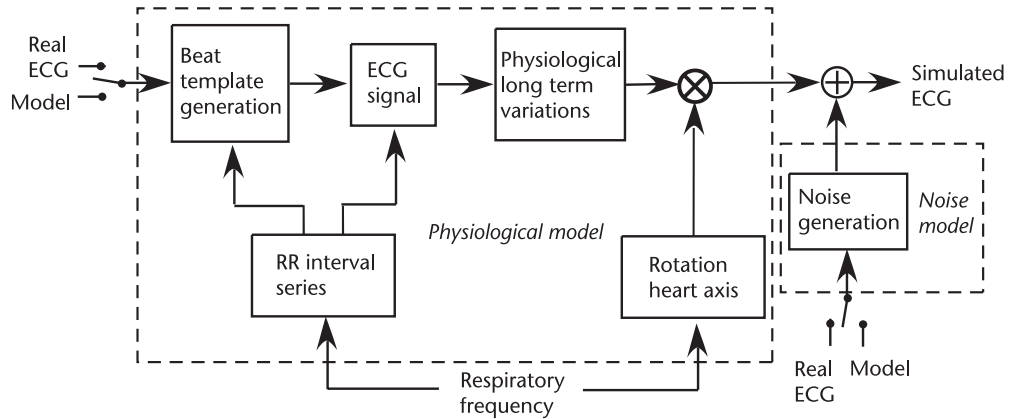 Real
ECG
Model
Beat
template
generation
ECG
signal
Physiological
long term
variations
Simulated
ECG
Noise
generation
Noise
model
Physiological model
RR interval
series
Rotation
heart axis
Real
ECG
Model
Respiratory
frequency